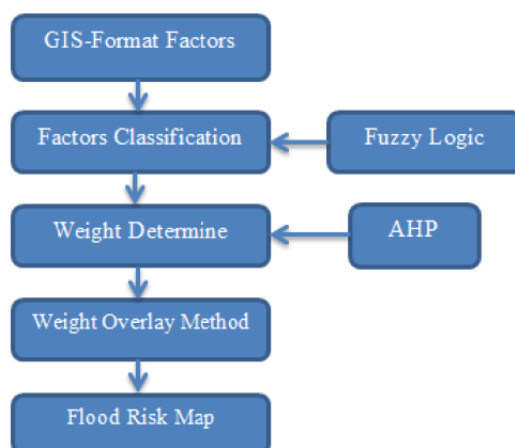 GIS-Format Factors
Factors Classification
Fuzzy Logic
Weight Determine
AHP
Weight Overlay Method
Flood Risk Map